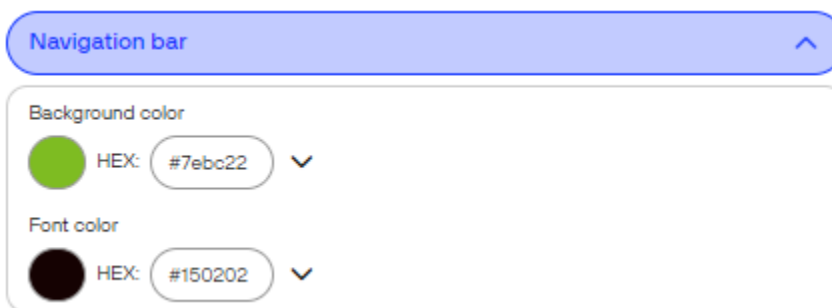 Navigation bar
Background color
HEX: #7ebc22
Font color
HEX: #150202